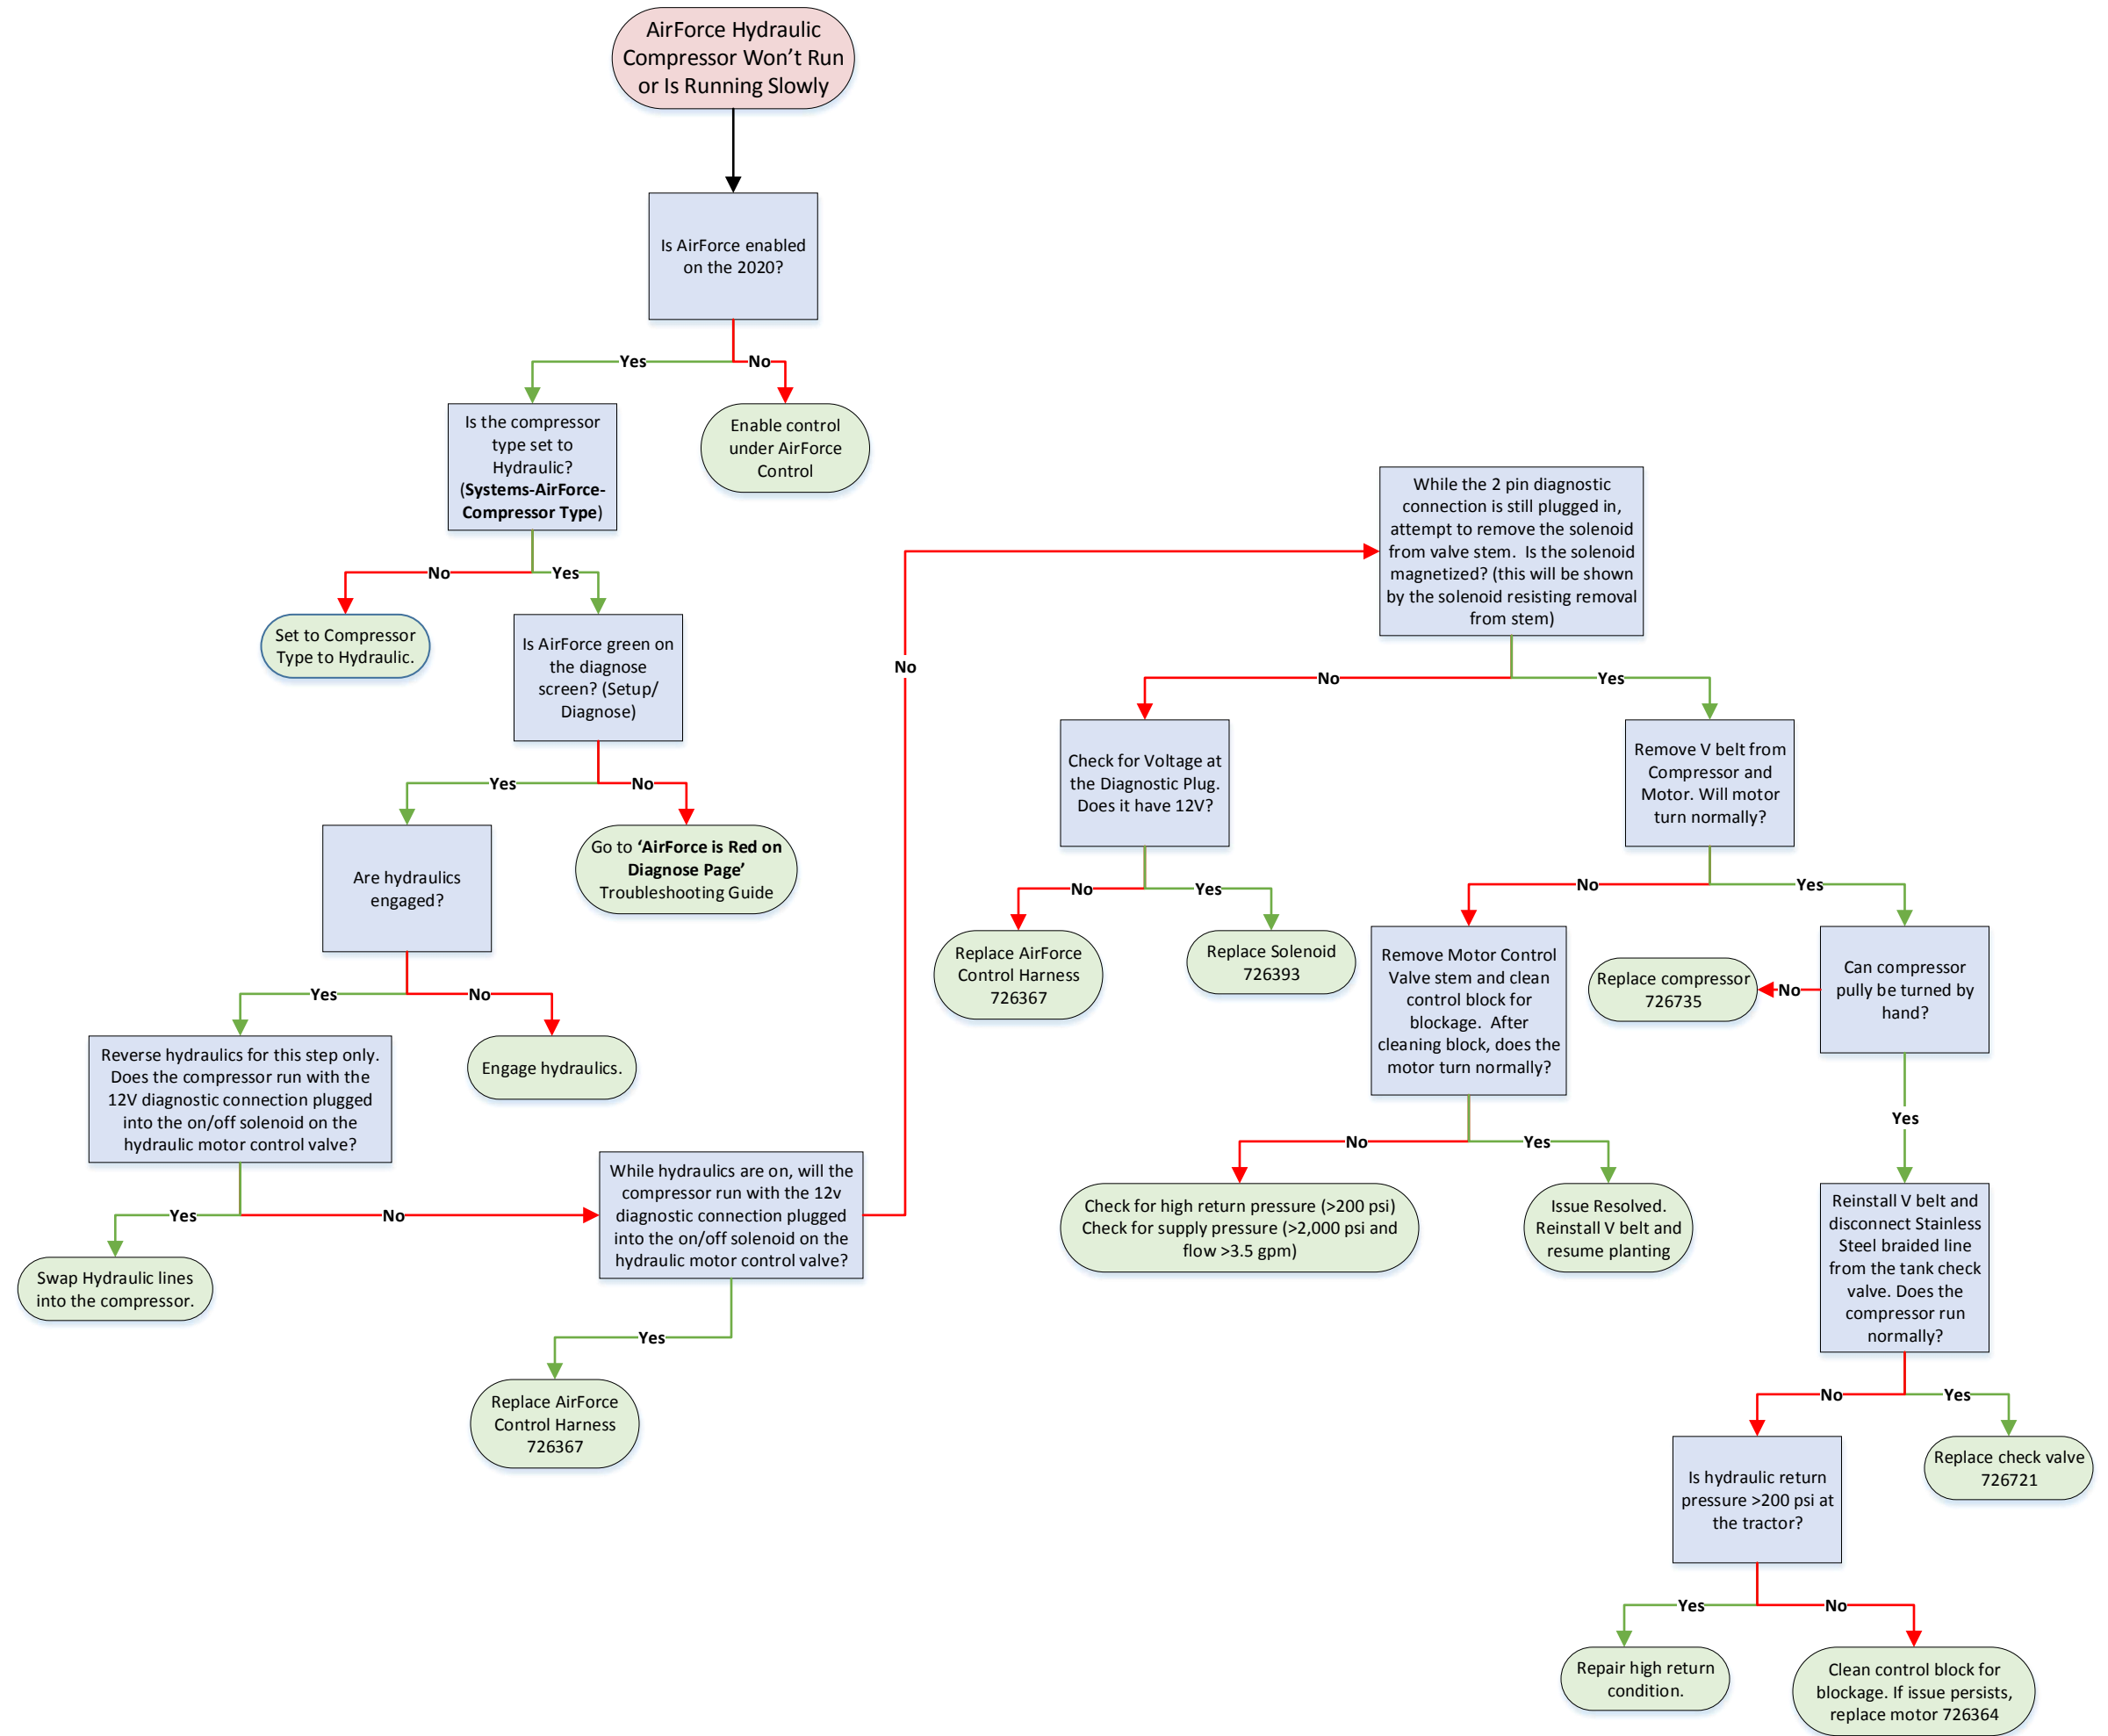 AirForce Hydraulic
Compressor Won't Run
or Is Running Slowly
Is AirForce enabled
on the 2020?
Yes
No
Is the compressor
type set to
Hydraulic?
(Systems-AirForce-
Compressor Type)
Enable control
under AirForce
Control
No
Yes
Set to Compressor
Type to Hydraulic.
Is AirForce green on
the diagnose
screen? (Setup/
Diagnose)
Yes
No
Are hydraulics
engaged?
Go to ‘AirForce is Red on
Diagnose Page’
Troubleshooting Guide
Yes
No
Reverse hydraulics for this step only.
Does the compressor run with the
12V diagnostic connection plugged
into the on/off solenoid on the
hydraulic motor control valve?
Engage hydraulics.
Yes
No
Swap Hydraulic lines
into the compressor.
While hydraulics are on, will the
compressor run with the 12v
diagnostic connection plugged
into the on/off solenoid on the
hydraulic motor control valve?
Yes
Replace AirForce
Control Harness
726367
No
While the 2 pin diagnostic
connection is still plugged in,
attempt to remove the solenoid
from valve stem. Is the solenoid
magnetized? (this will be shown
by the solenoid resisting removal
from stem)
No
Yes
Check for Voltage at
the Diagnostic Plug.
Does it have 12V?
Remove V belt from
Compressor and
Motor. Will motor
turn normally?
No
Yes
Replace AirForce
Control Harness
726367
Replace Solenoid
726393
No
Yes
Remove Motor Control
Valve stem and clean
control block for
blockage. After
cleaning block, does the
motor turn normally?
Replace compressor
726735
No
Can compressor
pully be turned by
hand?
No
Yes
Check for high return pressure (>200 psi)
Check for supply pressure (>2,000 psi and
flow >3.5 gpm)
Issue Resolved.
Reinstall V belt and
resume planting
Yes
Reinstall V belt and
disconnect Stainless
Steel braided line
from the tank check
valve. Does the
compressor run
normally?
No
Yes
Is hydraulic return
pressure >200 psi at
the tractor?
Replace check valve
726721
Yes
No
Repair high return
condition.
Clean control block for
blockage. If issue persists,
replace motor 726364